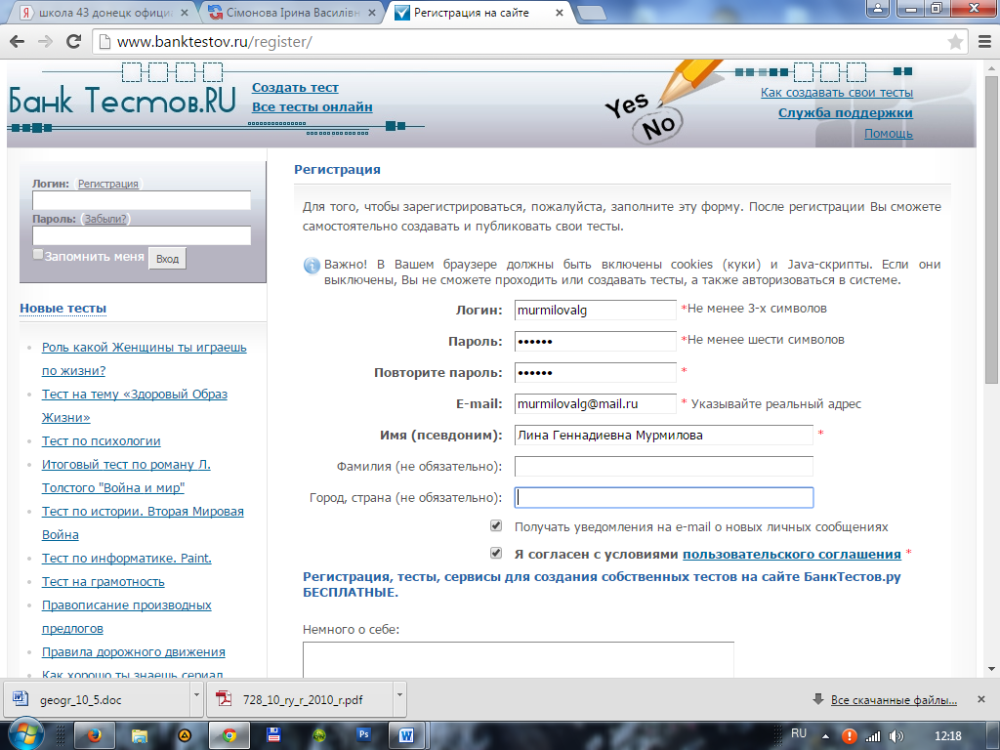 школа 43 донецк официа
Сімонова Ірина Василівн
Регистрация на сайте
www.banktestov.ru/register/
Банк Тестов.RU
Создать тест
Все тесты онлайн
Yes
No
Как создавать свои тесты
Служба поддержки
Помощь
Логин: (Регистрация)
Пароль: (Забыли?)
Запомнить меня Вход
Новые тесты
Роль какой Женщины ты играешь
по жизни?
Тест на тему «Здоровый Образ
Жизни»
Тест по психологии
Итоговый тест по роману Л.
Толстого "Война и мир"
Тест по истории. Вторая Мировая
Война
Тест по информатике. Paint.
Тест на грамотность
Правописание производных
предлогов
Правила дорожного движения
Как хорошо ты знаешь сериал
Регистрация
Для того, чтобы зарегистрироваться, пожалуйста, заполните эту форму. После регистрации Вы сможете
самостоятельно создавать и публиковать свои тесты.
Важно! В Вашем браузере должны быть включены cookies (куки) и Java-скрипты. Если они
выключены, Вы не сможете проходить или создавать тесты, а также авторизоваться в системе.
Логин: murmilovalg *Не менее 3-х символов
Пароль: •••••• *Не менее шести символов
Повторите пароль: •••••• *
E-mail: murmilovalg@mail.ru * Указывайте реальный адрес
Имя (псевдоним): Лина Геннадиевна Мурмилова *
Фамилия (не обязательно):
Город, страна (не обязательно):
Получать уведомления на e-mail о новых личных сообщениях
Я согласен с условиями пользовательского соглашения *
Регистрация, тесты, сервисы для создания собственных тестов на сайте БанкТестов.ру
БЕСПЛАТНЫЕ.
Немного о себе:
geogr_10_5.doc
728_10_ry_r_2010_r.pdf
Все скачанные файлы...
RU
12:18